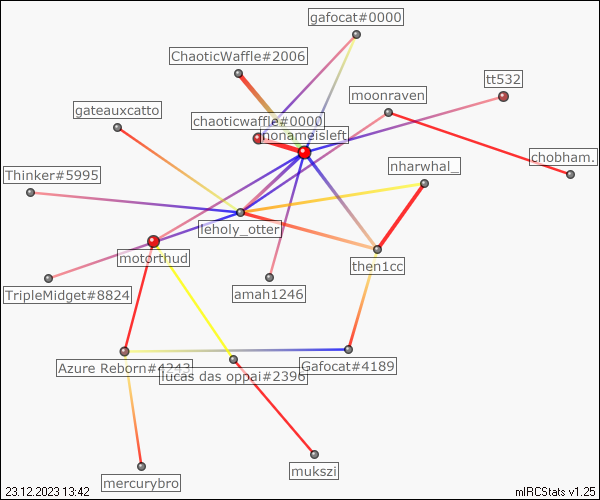 gafocat#0000
ChaoticWaffle#2006
tt532
moonraven
gateauxcatto
chaoticwaffle#0000
nonameisleft
chobham.
nharwhal_
Thinker#5995
leholy_otter
motorthud
then1cc
TripleMidget#8824
amah1246
Azure Reborn#4243
Gafocat#4189
lucas das oppai#2396
mukszi
mercurybro
23.12.2023 13:42
mIRCStats v1.25